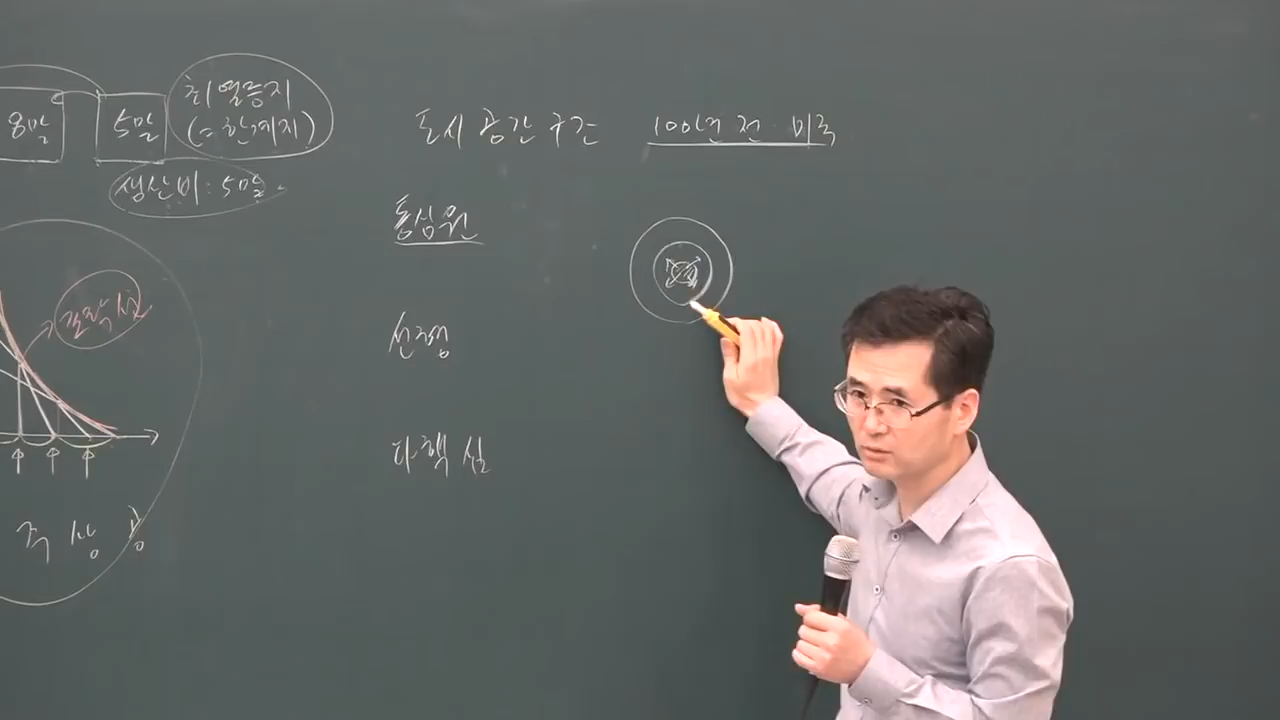 8만
5만
최열등지
(=한계지)
생산비:5만
도시 공간 구조
100년 전. 미국
동심원
선형
다핵심